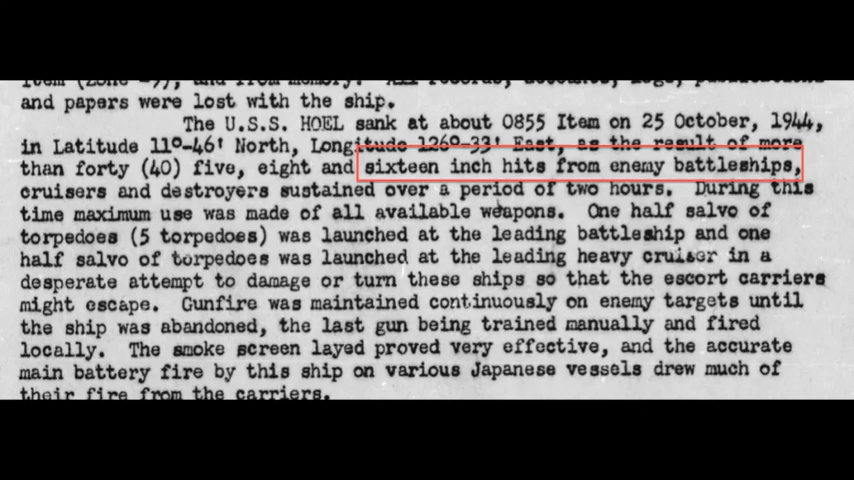 and papers were lost with the ship.
The U.S.S. HOEL sank at about 0855 Item on 25 October, 1944,
in Latitude 11°-46' North, Longitude 126°-33' East, as the result of more
than forty (40) five, eight and sixteen inch hits from enemy battleships,
cruisers and destroyers sustained over a period of two hours. During this
time maximum use was made of all available weapons. One half salvo of
torpedoes (5 torpedoes) was launched at the leading battleship and one
half salvo of torpedoes was launched at the leading heavy cruiser in a
desperate attempt to damage or turn these ships so that the escort carriers
might escape. Gunfire was maintained continuously on enemy targets until
the ship was abandoned, the last gun being trained manually and fired
locally. The smoke screen layed proved very effective, and the accurate
main battery fire by this ship on various Japanese vessels drew much of
their fire from the carriers.